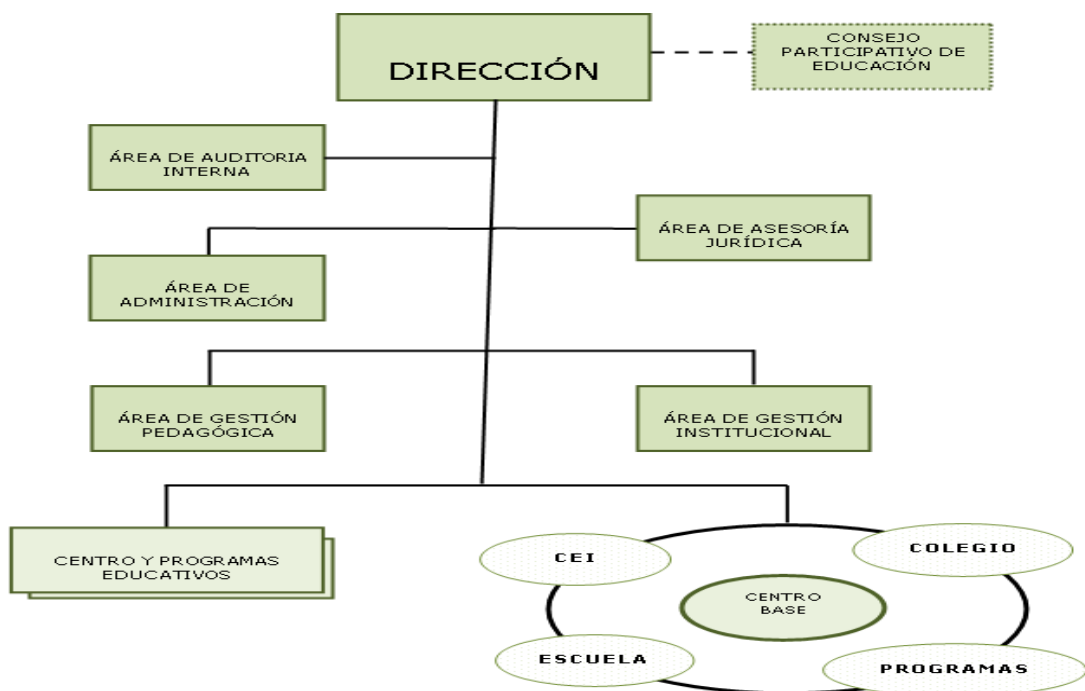 DIRECCIÓN
CONSEJO
PARTICIPATIVO DE
EDUCACIÓN
ÁREA DE AUDITORIA
INTERNA
ÁREA DE ASESORÍA
JURÍDICA
ÁREA DE
ADMINISTRACIÓN
ÁREA DE GESTIÓN
PEDAGÓGICA
ÁREA DE GESTIÓN
INSTITUCIONAL
CENTRO Y PROGRAMAS
EDUCATIVOS
CEI
COLEGIO
CENTRO
BASE
ESCUELA
PROGRAMAS